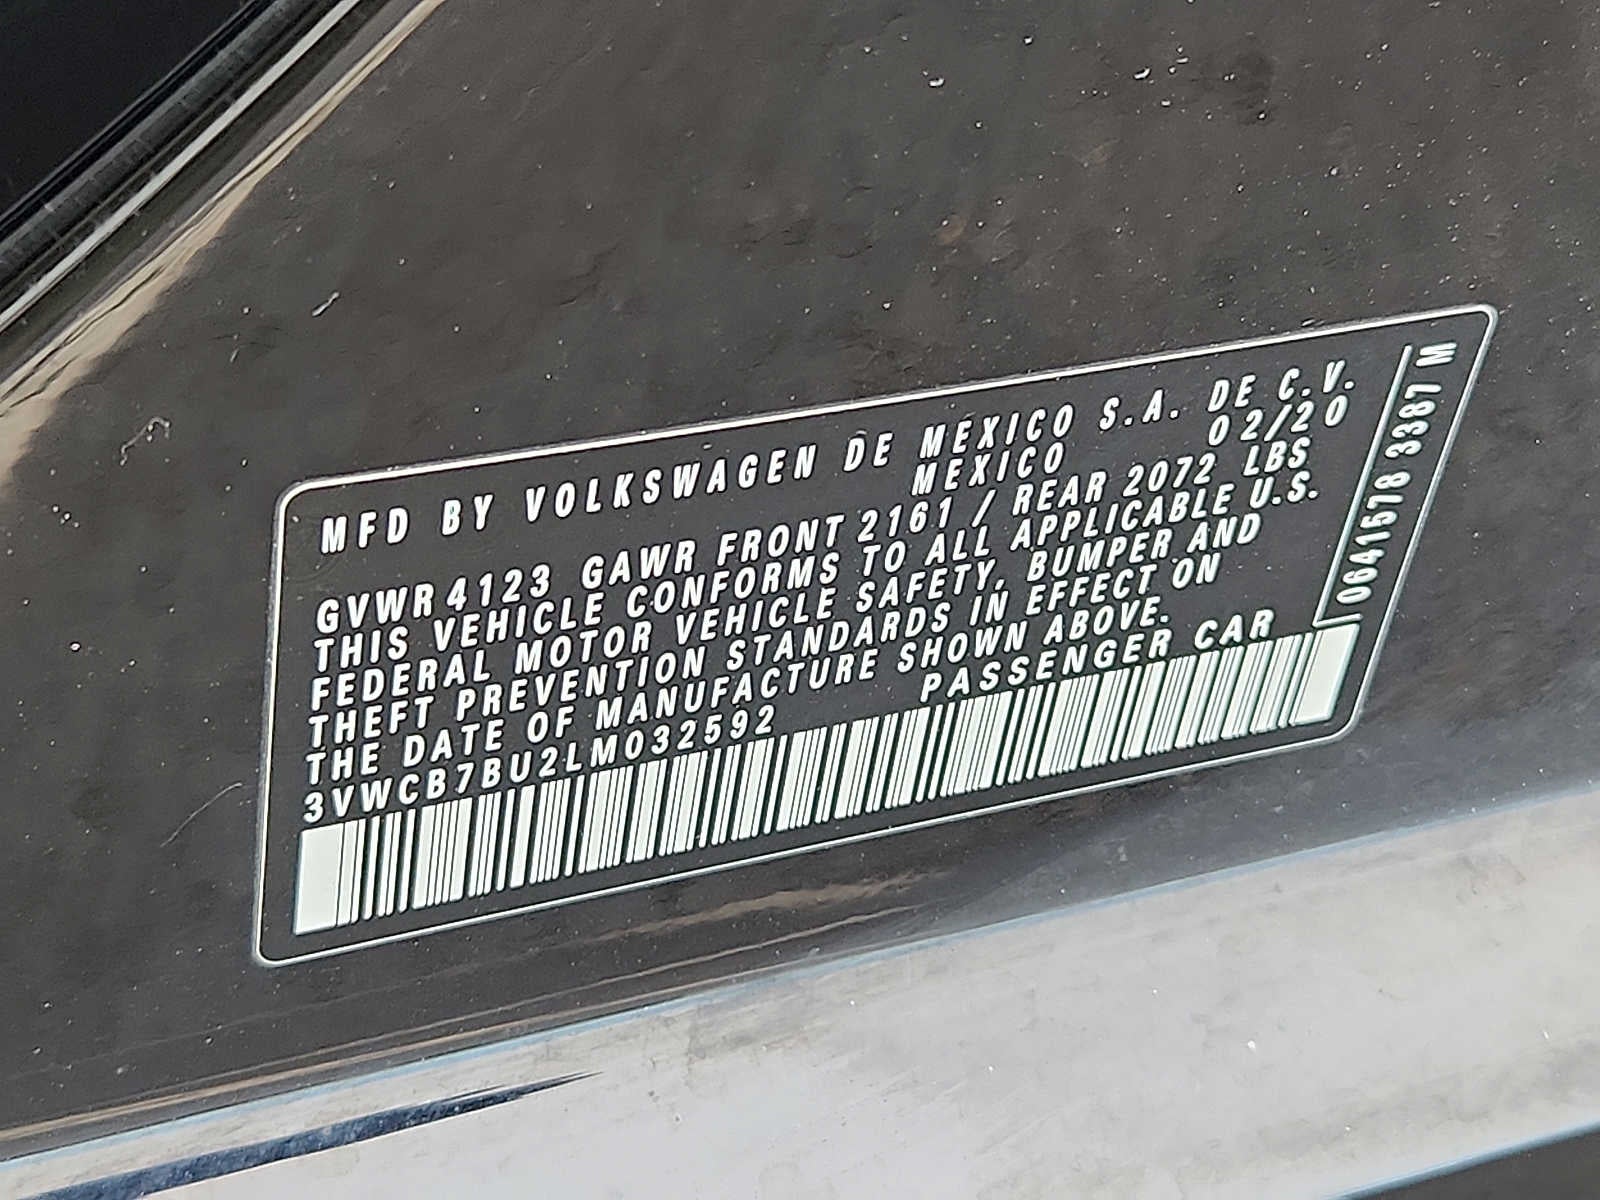 MFD BY VOLKSWAGEN DE MEXICO S.A. DE C.V.
MEXICO 02/20
GVWR 4123 GAWR FRONT 2161 / REAR 2072 LBS
THIS VEHICLE CONFORMS TO ALL APPLICABLE U.S.
FEDERAL MOTOR VEHICLE SAFETY, BUMPER AND
THEFT PREVENTION STANDARDS IN EFFECT ON
THE DATE OF MANUFACTURE SHOWN ABOVE.
3VWCB7BU2LM032592 PASSENGER CAR
0641578 3387 M